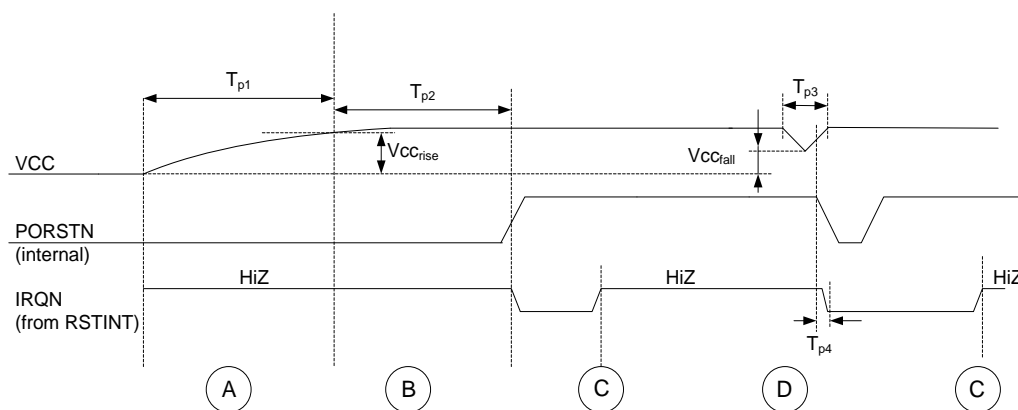 Tp1
Tp2
Tp3
VCC
Vccrise
Vccfall
PORSTN
(internal)
HiZ
HiZ
HiZ
IRQN
(from RSTINT)
Tp4
A
B
C
D
C